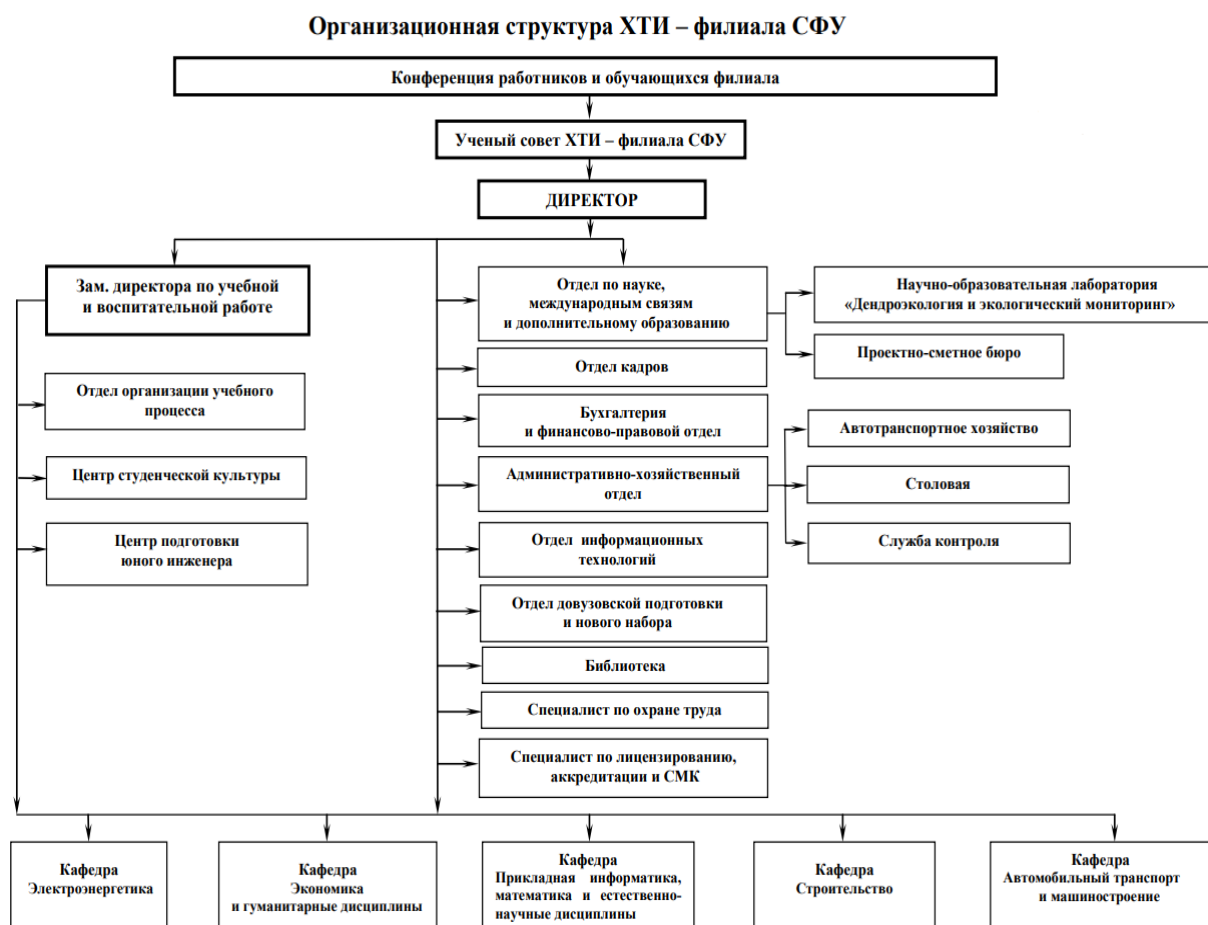 Организационная структура ХТИ – филиала СФУ
Конференция работников и обучающихся филиала
Ученый совет ХТИ – филиала СФУ
ДИРЕКТОР
Зам. директора по учебной
и воспитательной работе
Отдел организации учебного
процесса
Центр студенческой культуры
Центр подготовки
юного инженера
Отдел по науке,
международным связям
и дополнительному образованию
Отдел кадров
Бухгалтерия
и финансово-правовой отдел
Административно-хозяйственный
отдел
Отдел информационных
технологий
Отдел довузовской подготовки
и нового набора
Библиотека
Специалист по охране труда
Специалист по лицензированию,
аккредитации и СМК
Научно-образовательная лаборатория
«Дендроэкология и экологический мониторинг»
Проектно-сметное бюро
Автотранспортное хозяйство
Столовая
Служба контроля
Кафедра
Электроэнергетика
Кафедра
Экономика
и гуманитарные дисциплины
Кафедра
Прикладная информатика,
математика и естественно-
научные дисциплины
Кафедра
Строительство
Кафедра
Автомобильный транспорт
и машиностроение